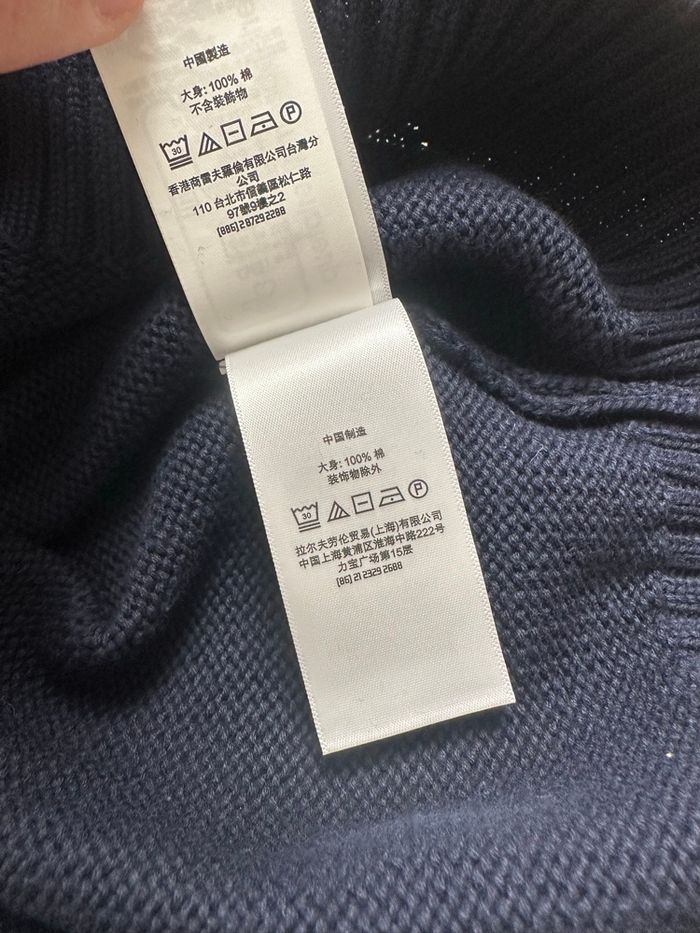 中國製造
大身: 100% 棉
不含裝飾物
30 P
香港商雷夫羅倫有限公司台灣分
公司
110 台北市信義區松仁路
97號9樓之2
(886) 2 8729 2288
中国制造
大身: 100% 棉
装饰物除外
30 P
拉尔夫劳伦贸易(上海)有限公司
中国上海黄浦区淮海中路222号
力宝广场第15层
(86) 21 2329 2688